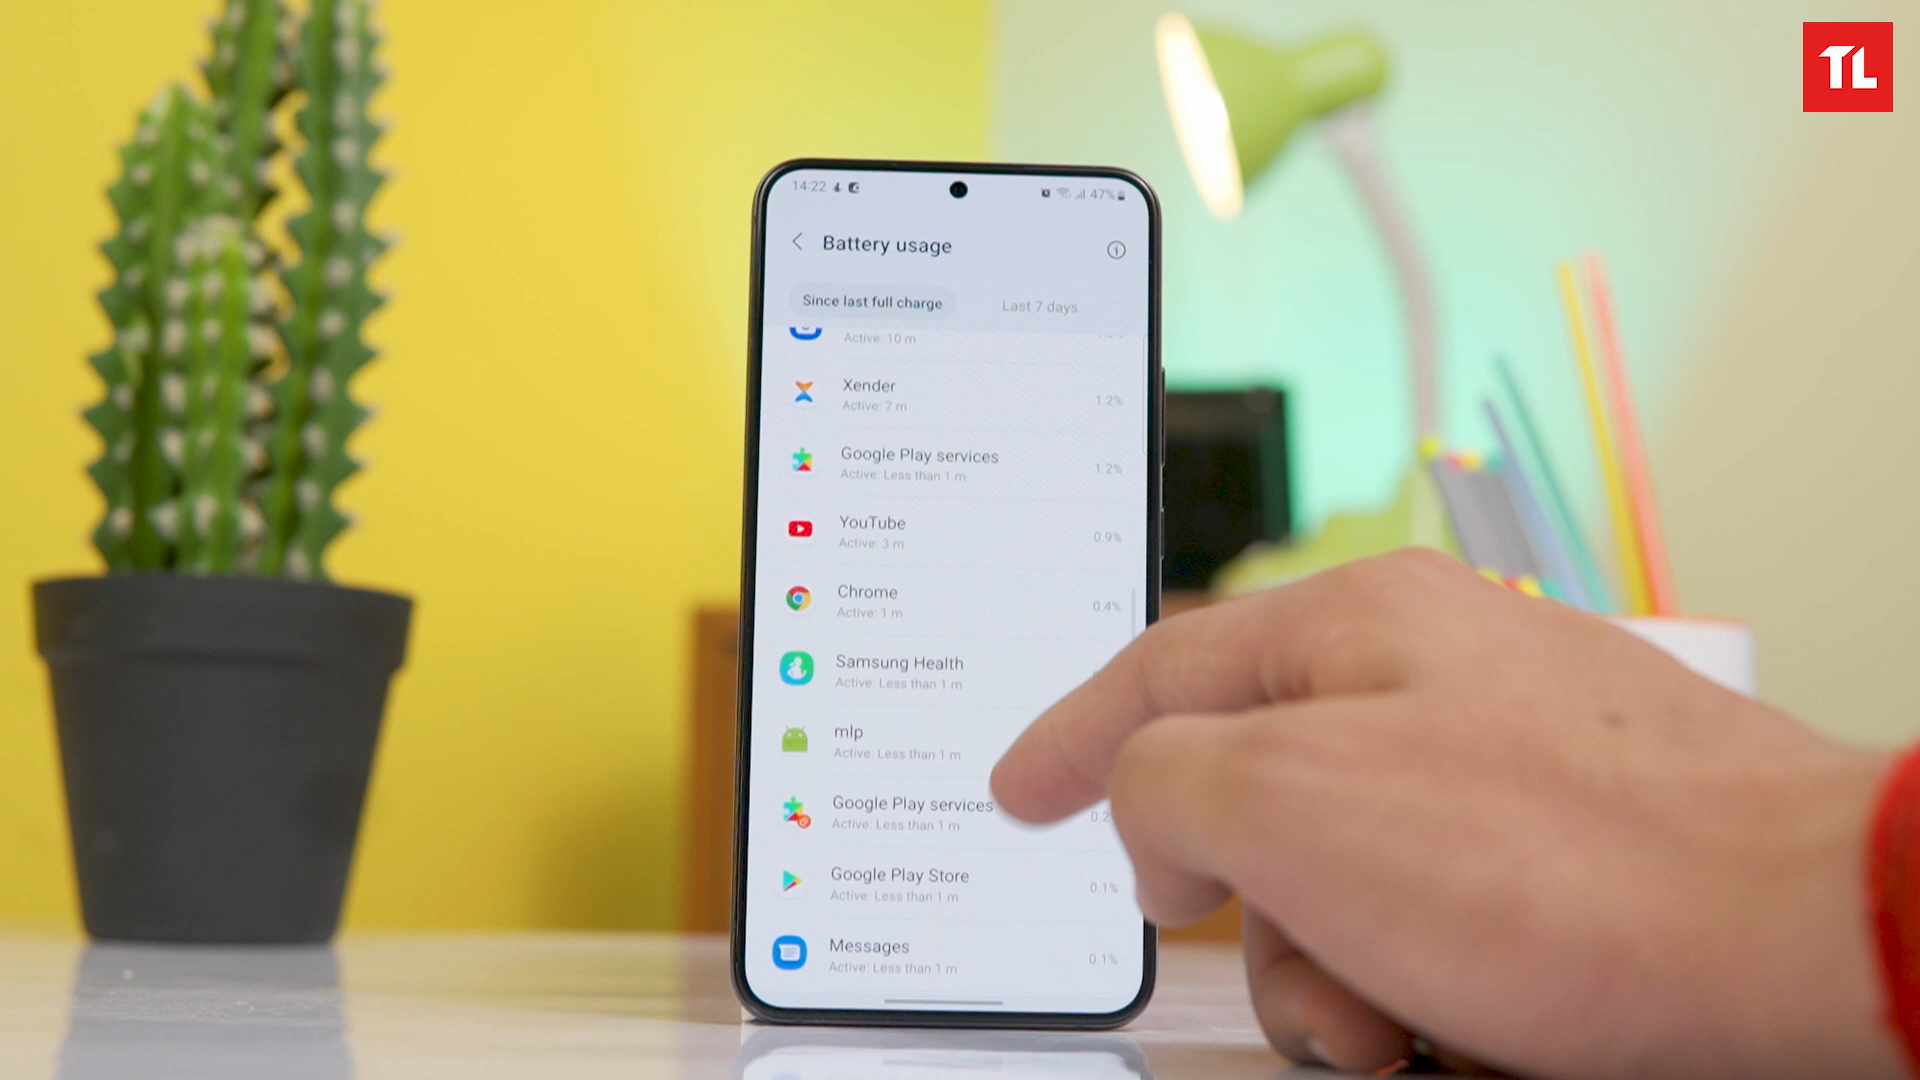 TL
14:22
47%
Battery usage
Since last full charge
Last 7 days
Active: 10 m
Xender
Active: 7 m
1.2%
Google Play services
Active: Less than 1 m
1.2%
YouTube
Active: 3 m
0.9%
Chrome
Active: 1 m
0.4%
Samsung Health
Active: Less than 1 m
mlp
Active: Less than 1 m
Google Play services
Active: Less than 1 m
0.2
Google Play Store
Active: Less than 1 m
0.1%
Messages
Active: Less than 1 m
0.1%